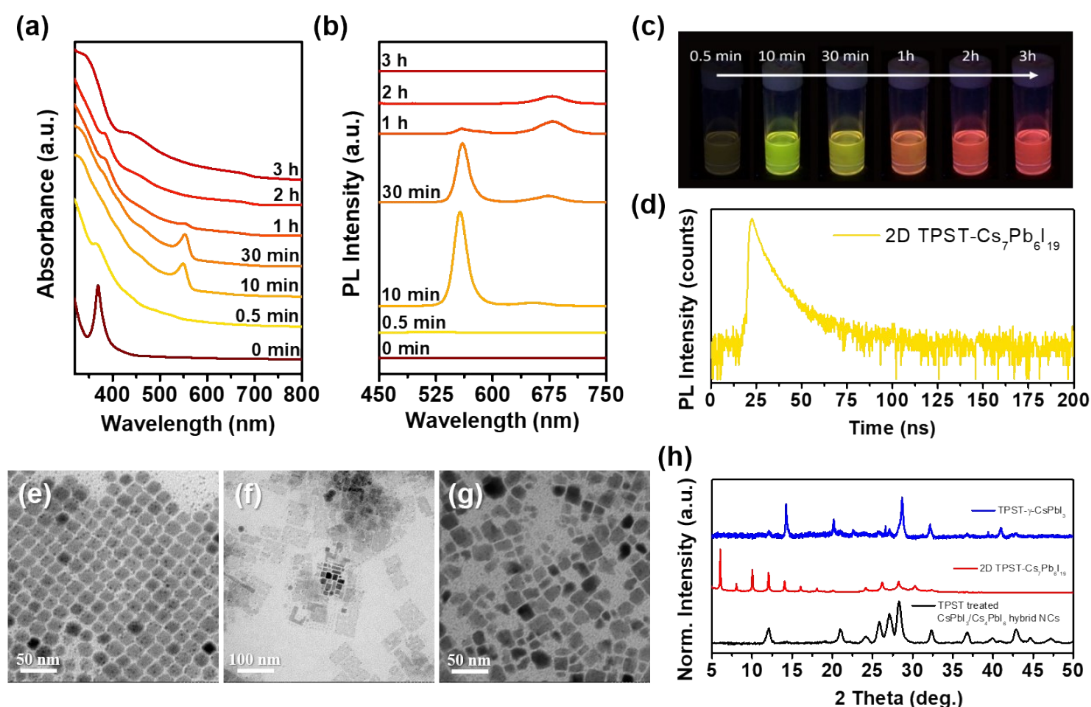 (a)
Absorbance (a.u.)
3 h
2 h
1 h
30 min
10 min
0.5 min
0 min
400 500 600 700 800
Wavelength (nm)
(b)
PL Intensity (a.u.)
3 h
2 h
1 h
30 min
10 min
0.5 min
0 min
450 525 600 675 750
Wavelength (nm)
(c)
0.5 min 10 min 30 min 1h 2h 3h
(d)
PL Intensity (counts)
2D TPST-Cs₇Pb₆I₁₉
0 25 50 75 100 125 150 175 200
Time (ns)
(e)
50 nm
(f)
100 nm
(g)
50 nm
(h)
Norm. Intensity (a.u.)
TPST-γ-CsPbI₃
2D TPST-Cs₇Pb₆I₁₉
TPST treated
CsPbI₃/Cs₄PbI₆ hybrid NCs
5 10 15 20 25 30 35 40 45 50
2 Theta (deg.)